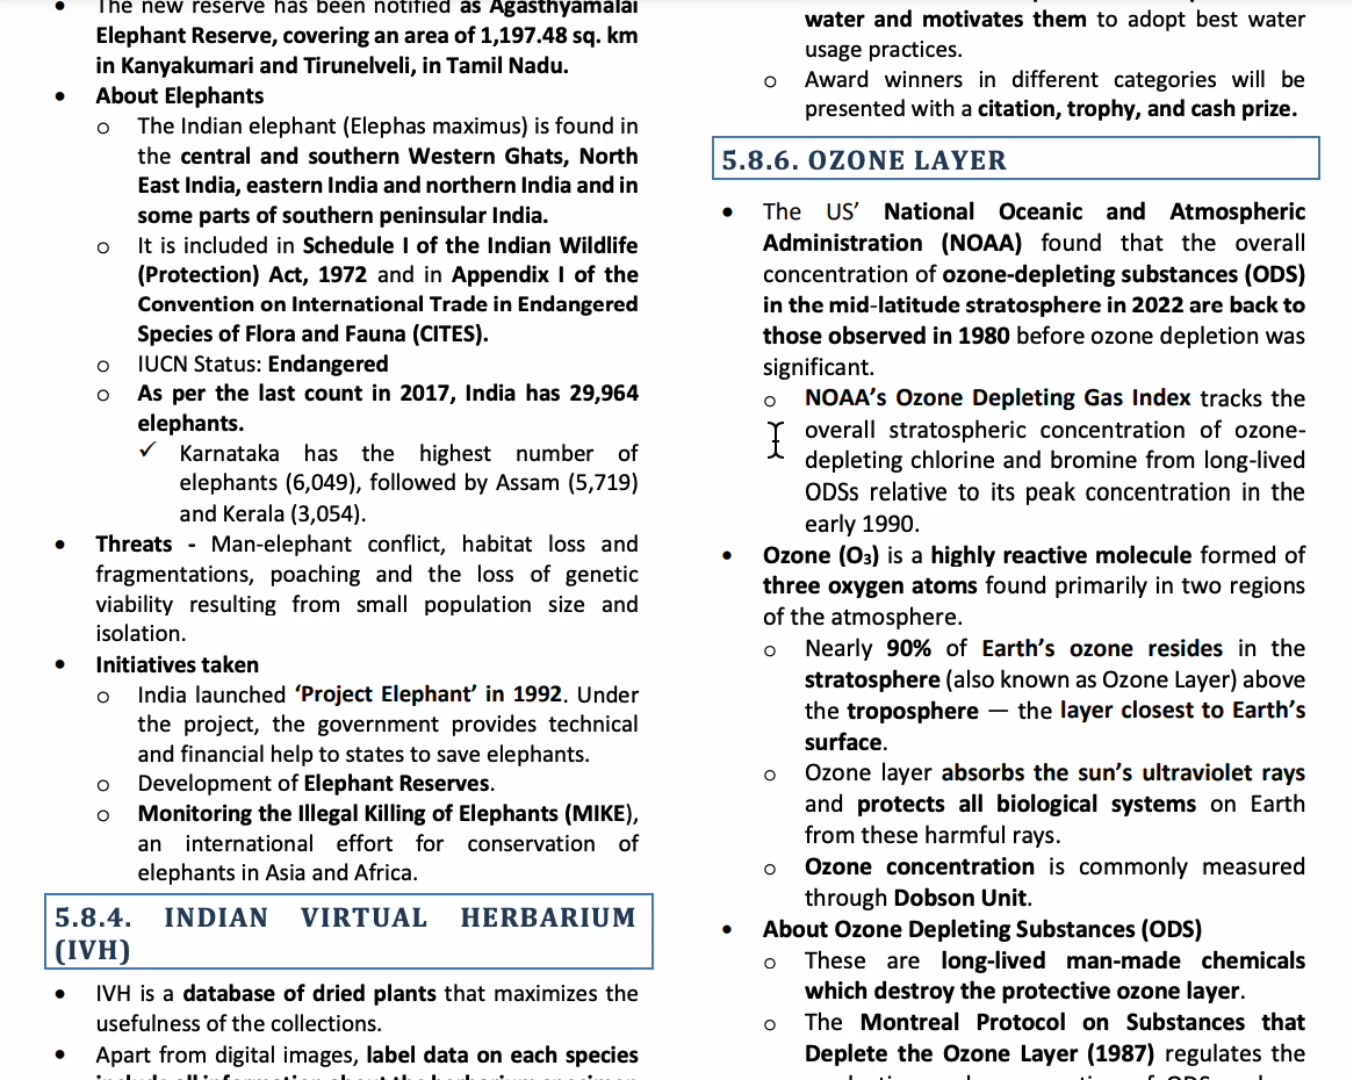 The new reserve has been notified as Agasthyamalai
Elephant Reserve, covering an area of 1,197.48 sq. km
in Kanyakumari and Tirunelveli, in Tamil Nadu.
• About Elephants
o The Indian elephant (Elephas maximus) is found in
the central and southern Western Ghats, North
East India, eastern India and northern India and in
some parts of southern peninsular India.
o It is included in Schedule I of the Indian Wildlife
(Protection) Act, 1972 and in Appendix I of the
Convention on International Trade in Endangered
Species of Flora and Fauna (CITES).
o IUCN Status: Endangered
o As per the last count in 2017, India has 29,964
elephants.
✓ Karnataka has the highest number of
elephants (6,049), followed by Assam (5,719)
and Kerala (3,054).
• Threats - Man-elephant conflict, habitat loss and
fragmentations, poaching and the loss of genetic
viability resulting from small population size and
isolation.
• Initiatives taken
o India launched ‘Project Elephant’ in 1992. Under
the project, the government provides technical
and financial help to states to save elephants.
o Development of Elephant Reserves.
o Monitoring the Illegal Killing of Elephants (MIKE),
an international effort for conservation of
elephants in Asia and Africa.
5.8.4. INDIAN VIRTUAL HERBARIUM
(IVH)
• IVH is a database of dried plants that maximizes the
usefulness of the collections.
• Apart from digital images, label data on each species
include all information about the herbarium specimen
water and motivates them to adopt best water
usage practices.
o Award winners in different categories will be
presented with a citation, trophy, and cash prize.
5.8.6. OZONE LAYER
• The US’ National Oceanic and Atmospheric
Administration (NOAA) found that the overall
concentration of ozone-depleting substances (ODS)
in the mid-latitude stratosphere in 2022 are back to
those observed in 1980 before ozone depletion was
significant.
o NOAA’s Ozone Depleting Gas Index tracks the
overall stratospheric concentration of ozone-
depleting chlorine and bromine from long-lived
ODSs relative to its peak concentration in the
early 1990.
• Ozone (O₃) is a highly reactive molecule formed of
three oxygen atoms found primarily in two regions
of the atmosphere.
o Nearly 90% of Earth’s ozone resides in the
stratosphere (also known as Ozone Layer) above
the troposphere — the layer closest to Earth’s
surface.
o Ozone layer absorbs the sun’s ultraviolet rays
and protects all biological systems on Earth
from these harmful rays.
o Ozone concentration is commonly measured
through Dobson Unit.
• About Ozone Depleting Substances (ODS)
o These are long-lived man-made chemicals
which destroy the protective ozone layer.
o The Montreal Protocol on Substances that
Deplete the Ozone Layer (1987) regulates the